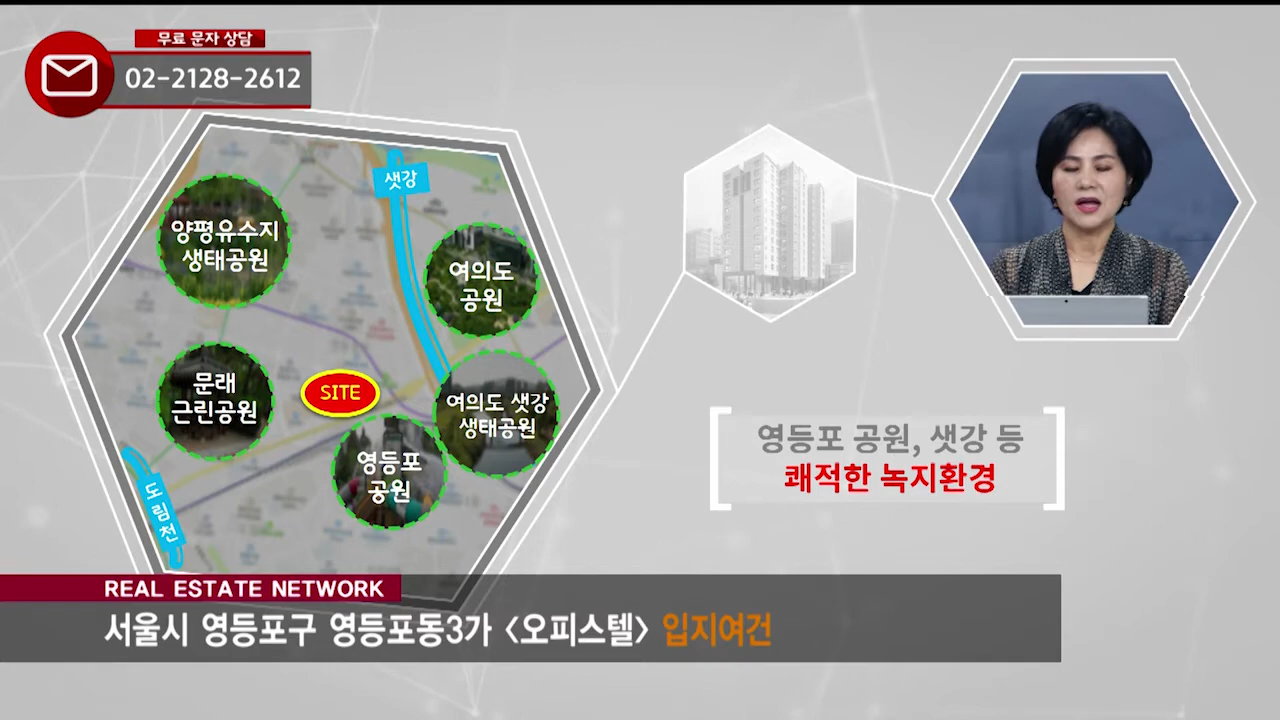 무료 문자 상담
02-2128-2612
샛강
양평유수지
생태공원
여의도
공원
문래
근린공원
SITE
여의도 샛강
생태공원
영등포
공원
도림천
영등포 공원, 샛강 등
쾌적한 녹지환경
REAL ESTATE NETWORK
서울시 영등포구 영등포동3가 <오피스텔> 입지여건